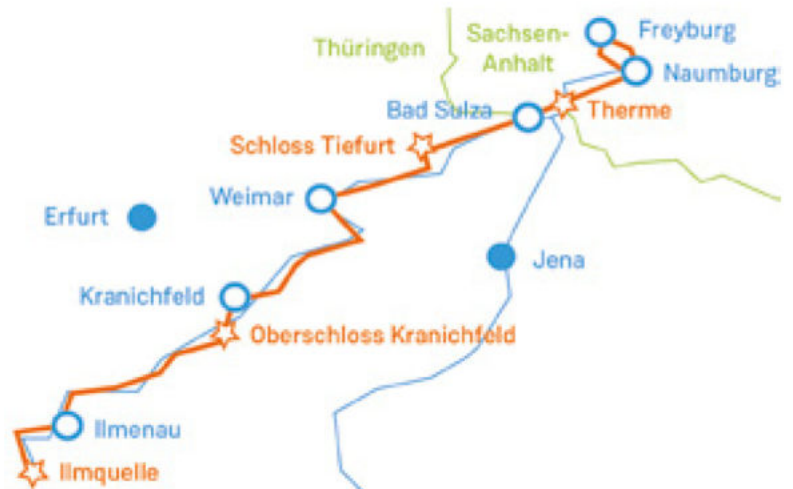 Freyburg
Thüringen
Sachsen-
Anhalt
Naumburg
Bad Sulza
Therme
Schloss Tiefurt
Weimar
Erfurt
Jena
Kranichfeld
Oberschloss Kranichfeld
Ilmenau
Ilmquelle